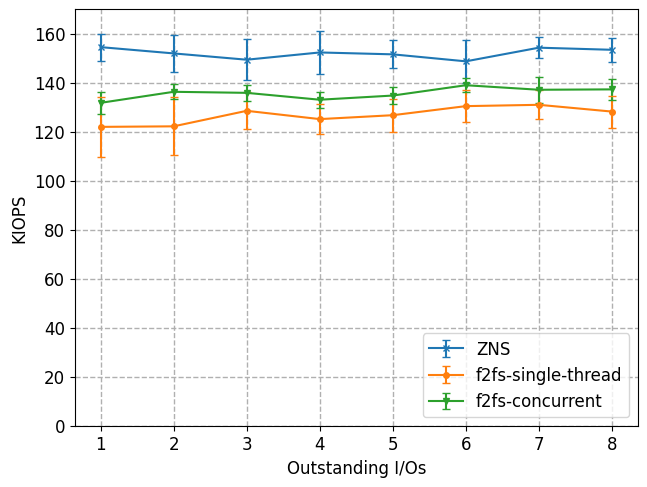 160
140
120
100
80
60
40
20
0
KIOPS
1 2 3 4 5 6 7 8
Outstanding I/Os
ZNS
f2fs-single-thread
f2fs-concurrent